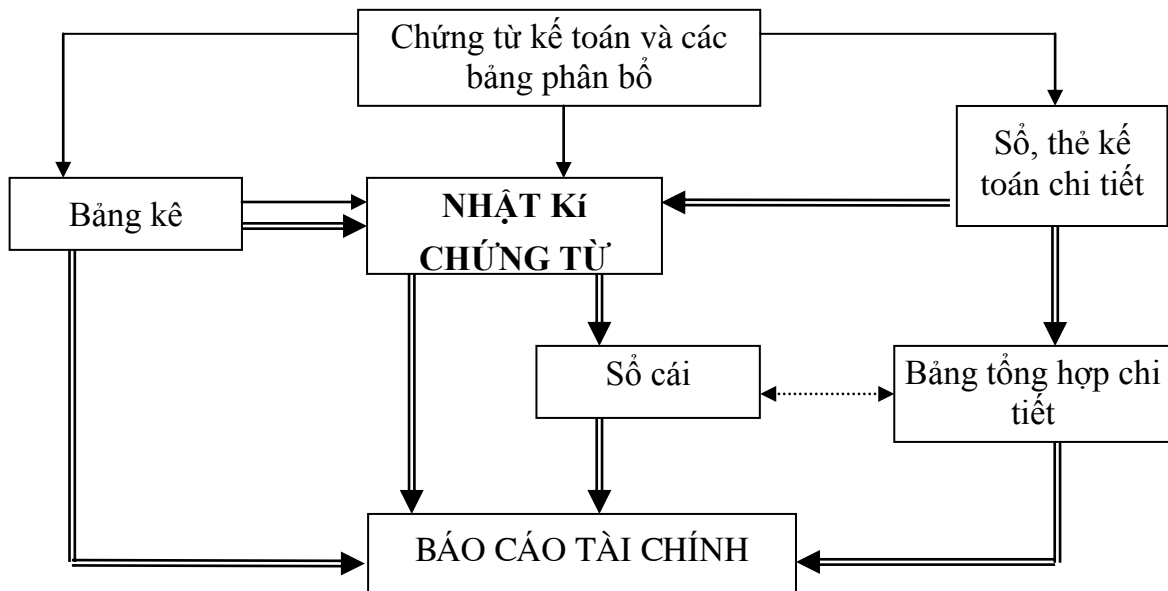 Chứng từ kế toán và các
bảng phân bổ
Sổ, thẻ kế
toán chi tiết
Bảng kê
NHẬT Kí
CHỨNG TỪ
Sổ cái
Bảng tổng hợp chi
tiết
BÁO CÁO TÀI CHÍNH